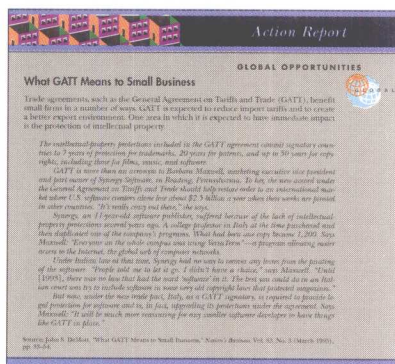 Action Report
GLOBAL OPPORTUNITIES
GLOBAL
What GATT Means to Small Business
Trade agreements, such as the General Agreement on Tariffs and Trade (GATT), benefit
small firms in a number of ways. GATT is expected to reduce import tariffs and to create
a better export environment. One area in which it is expected to have immediate impact
is the protection of intellectual property.
The intellectual-property protections included in the GATT agreement commit signatory coun-
tries to 7 years of protection for trademarks, 20 years for patents, and up to 50 years for copy-
rights, including those for films, music, and software.
GATT is more than an acronym to Barbara Maxwell, marketing executive vice president
and joint owner of Synergy Software, in Reading, Pennsylvania. To her, the new accord under
the General Agreement on Tariffs and Trade should help restore order to an international mar-
ket where U.S. software vendors alone lose about $2.3 billion a year when their works are pirated
in other countries. "It's really crazy out there," she says.
Synergy, an 11-year-old software publisher, suffered because of the lack of intellectual-
property protections several years ago. A college professor in Italy at the time purchased and
then duplicated one of the company's programs. What had been one copy became 1,200. Says
Maxwell: "Everyone on the whole campus was using VersaTerm"—a program allowing
users to the Internet, the global web of computer networks.
Under Italian law at that time, Synergy had no way to any from the pirating
of the software. "People told me to let it go. I didn't have a choice," says Maxwell. "Until
[1993], there was no law that had the word 'software' in it. The best you could do in an Ital-
ian court was try to include software in some very old copyright laws that protected
But now, under the new trade pact, Italy, as a GATT signatory, is required to provide le-
gal protection for software and is, in fact, upgrading its protections under the agreement. Says
Maxwell: "It will be much more reassuring for any smaller software developer to have things
like GATT in place."
Source: John S. DeMott, "What GATT Means to Small Business," Nation's Business, Vol. 83, No. 3 (March 1995),
pp.